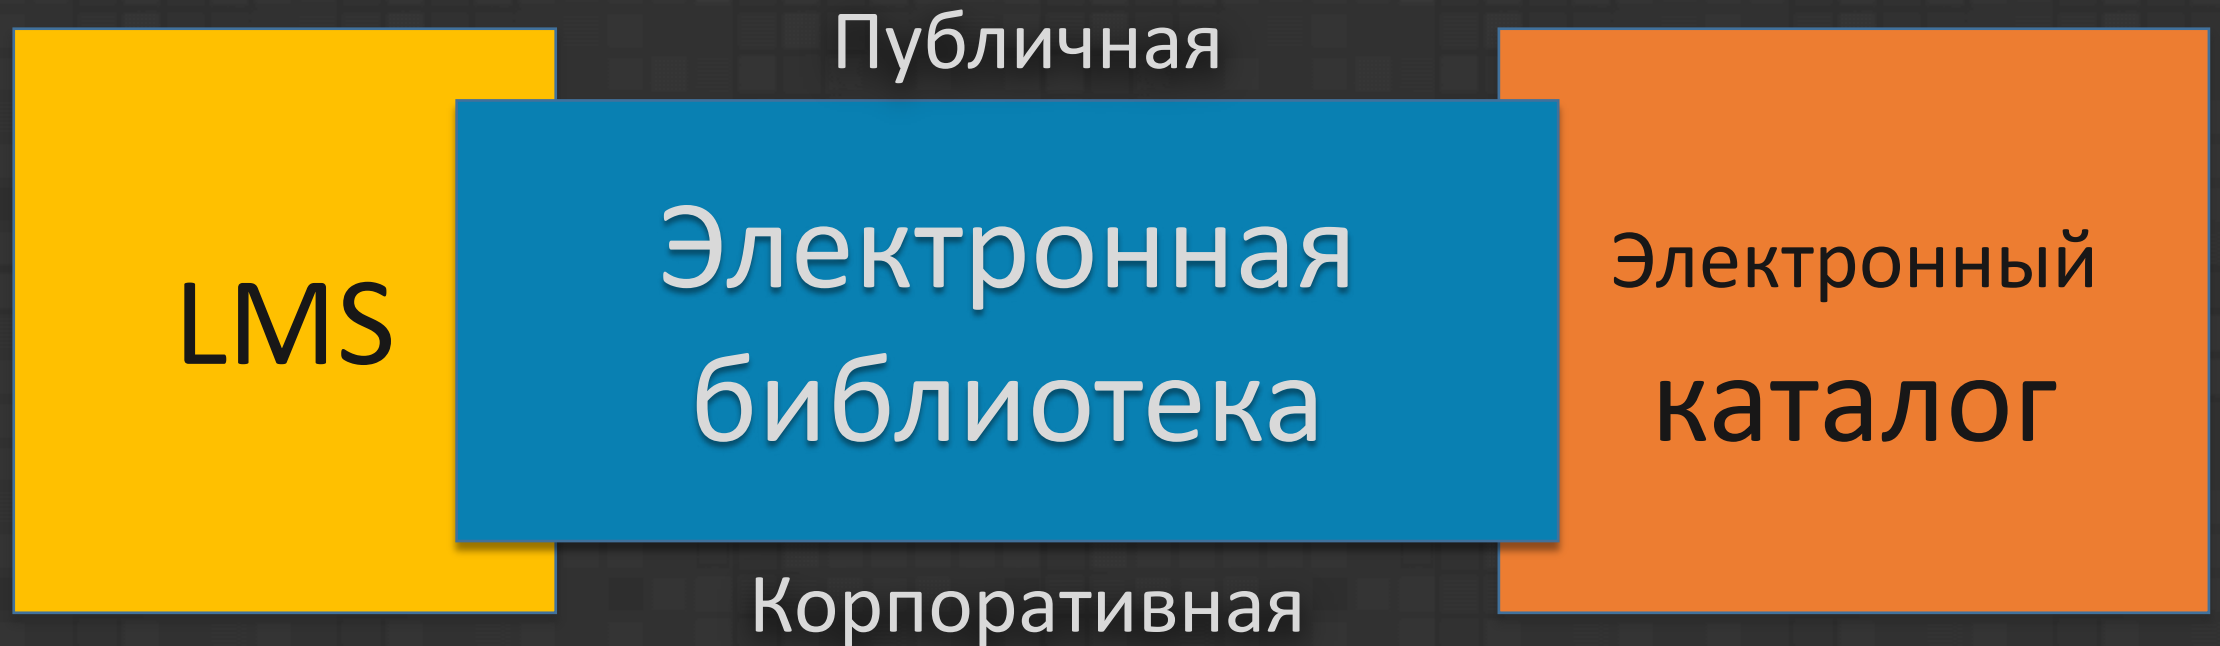 Публичная
LMS
Электронная
библиотека
Электронный
каталог
Корпоративная